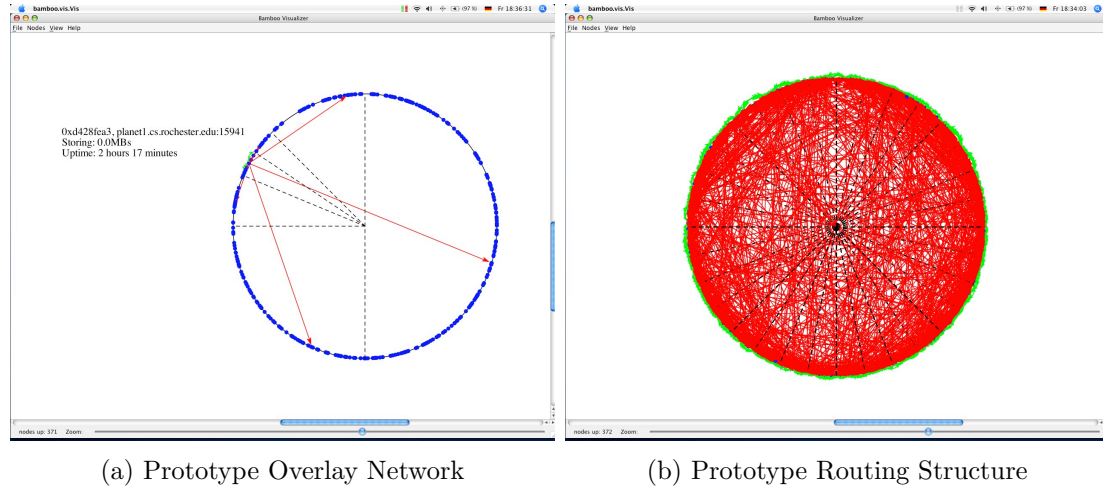 bamboo.vis.Vis
(97 %)
Fr 18:36:31
Bamboo Visualizer
File Nodes View Help
0xd428fea3, planet1.cs.rochester.edu:15941
Storing: 0.0MBs
Uptime: 2 hours 17 minutes
nodes up: 371 Zoom:
(a) Prototype Overlay Network
bamboo.vis.Vis
(97 %)
Fr 18:34:03
Bamboo Visualizer
File Nodes View Help
nodes up: 372 Zoom:
(b) Prototype Routing Structure